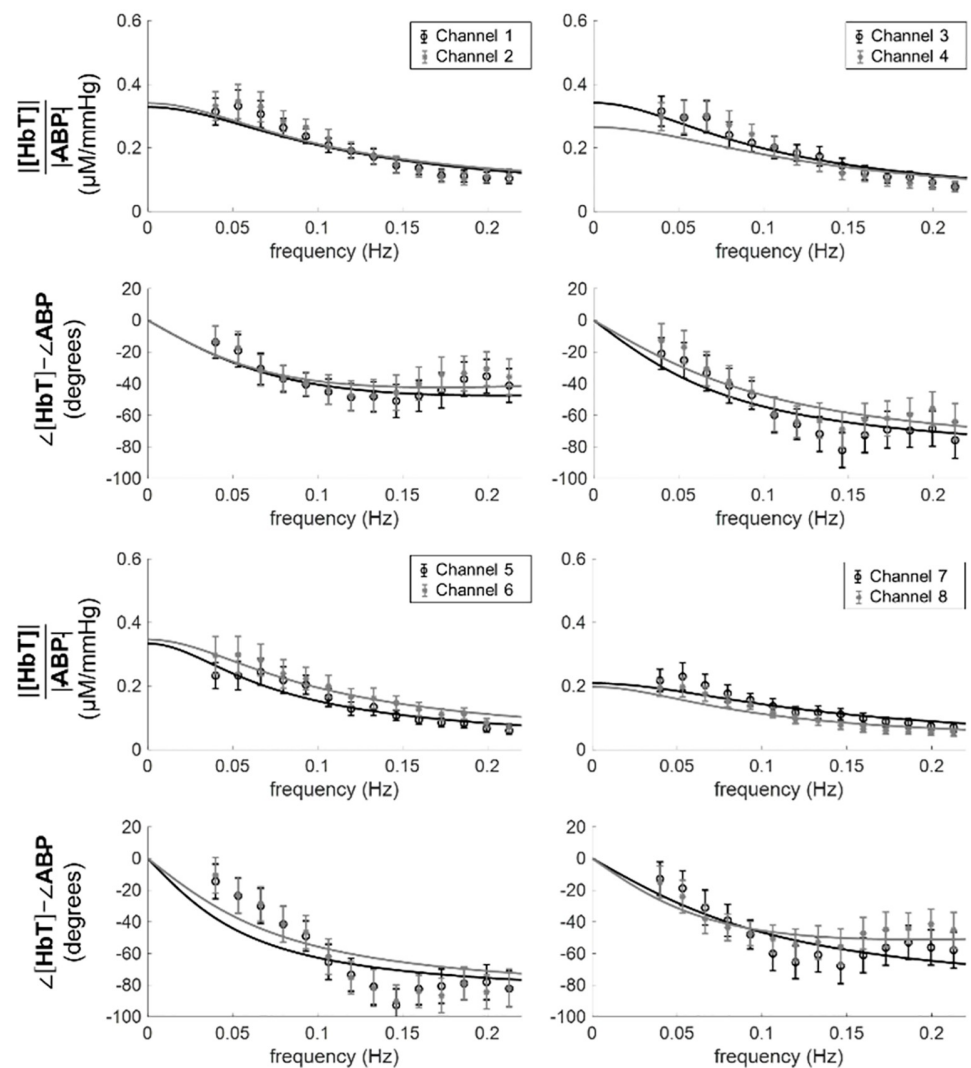 0.6
0.4
0.2
0
|[HbT]|
|ABP|
(µM/mmHg)
Channel 1
Channel 2
0 0.05 0.1 0.15 0.2
frequency (Hz)
0.6
0.4
0.2
0
Channel 3
Channel 4
0 0.05 0.1 0.15 0.2
frequency (Hz)
20
0
-20
-40
-60
-80
-100
∠[HbT]−∠ABP
(degrees)
0 0.05 0.1 0.15 0.2
frequency (Hz)
20
0
-20
-40
-60
-80
-100
0 0.05 0.1 0.15 0.2
frequency (Hz)
0.6
0.4
0.2
0
|[HbT]|
|ABP|
(µM/mmHg)
Channel 5
Channel 6
0 0.05 0.1 0.15 0.2
frequency (Hz)
0.6
0.4
0.2
0
Channel 7
Channel 8
0 0.05 0.1 0.15 0.2
frequency (Hz)
20
0
-20
-40
-60
-80
-100
∠[HbT]−∠ABP
(degrees)
0 0.05 0.1 0.15 0.2
frequency (Hz)
20
0
-20
-40
-60
-80
-100
0 0.05 0.1 0.15 0.2
frequency (Hz)